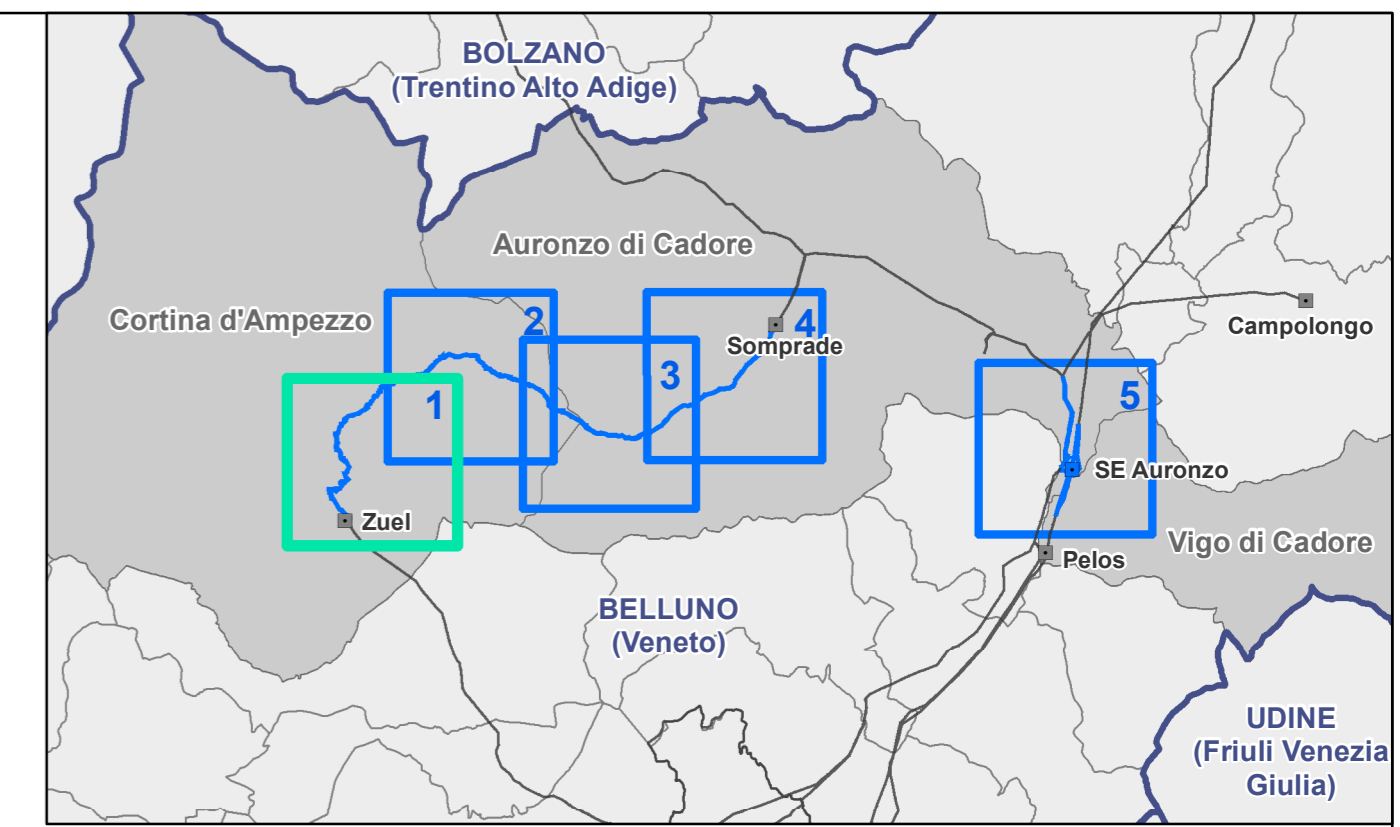 BOLZANO
(Trentino Alto Adige)
Auronzo di Cadore
Cortina d'Ampezzo
2
4
Somprade
Campolongo
3
1
5
SE Auronzo
Zuel
Vigo di Cadore
Pelos
BELLUNO
(Veneto)
UDINE
(Friuli Venezia
Giulia)